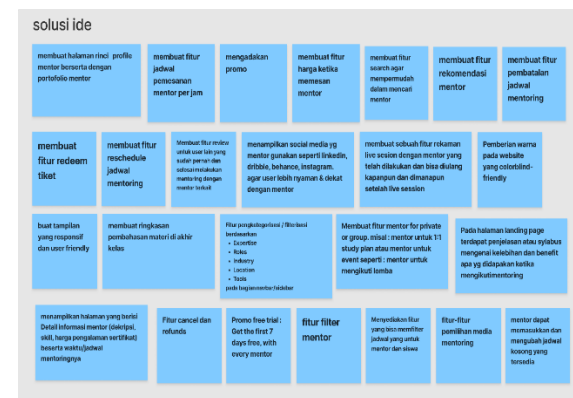 solusi ide
membuat halaman rinci profile
mentor berserta dengan
portofolio mentor
membuat fitur
jadwal
pemesanan
mentor per jam
mengadakan
promo
membuat fitur
harga ketika
memesan
mentor
membuat fitur
search agar
mempermudah
dalam mencari
mentor
membuat fitur
rekomendasi
mentor
membuat fitur
pembatalan
jadwal
mentoring
membuat
fitur redeem
tiket
membuat fitur
reschedule
jadwal
mentoring
Membuat fitur review
untuk user lain yang
sudah pernah dan
selesai melakukan
mentoring dengan
mentor terkait
menampilkan social media yg
mentor gunakan seperti linkedin,
dribble, behance, instagram.
agar user lebih nyaman & dekat
dengan mentor
membuat sebuah fitur rekaman
live sesion dengan mentor yang
telah dilakukan dan bisa diulang
kapanpun dan dimanapun
setelah live session
Pemberian warna
pada website
yang colorblind-
friendly
buat tampilan
yang responsif
dan user friendly
membuat ringkasan
pembahasan materi di akhir
kelas
Fitur pengkategorisasi / filterisasi
berdasarkan
• Expertise
• Roles
• Industry
• Location
• Tools
pada bagian mentor/sidebar
Membuat fitur mentor for private
or group. misal : mentor untuk 1:1
study plan atau mentor untuk
event seperti : mentor untuk
mengikuti lomba
Pada halaman landing page
terdapat penjelasan atau sylabus
mengenai kelebihan dan benefit
apa yg didapakan ketika
mengikutimentoring
menampilkan halaman yang berisi
Detail informasi mentor (dekripsi,
skill, harga pengalaman sertifikat)
beserta waktu/jadwal
mentoringnya
Fitur cancel dan
refunds
Promo free trial :
Get the first 7
days free, with
every mentor
fitur filter
mentor
Menyediakan fitur
yang bisa memfilter
jadwal yang untuk
mentor dan siswa
fitur-fitur
pemilihan media
mentoring
mentor dapat
memasukkan dan
mengubah jadwal
kosong yang
tersedia